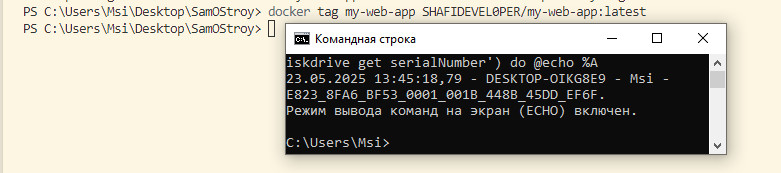 PS C:\Users\Msi\Desktop\SamOStroy> docker tag my-web-app SHAFIDEVEL0PER/my-web-app:latest
PS C:\Users\Msi\Desktop\SamOStroy>
Командная строка
iskdrive get serialNumber') do @echo %A
23.05.2025 13:45:18,79 - DESKTOP-OIKG8E9 - Msi -
E823_8FA6_BF53_0001_001B_448B_45DD_EF6F.
Режим вывода команд на экран (ECHO) включен.
C:\Users\Msi>